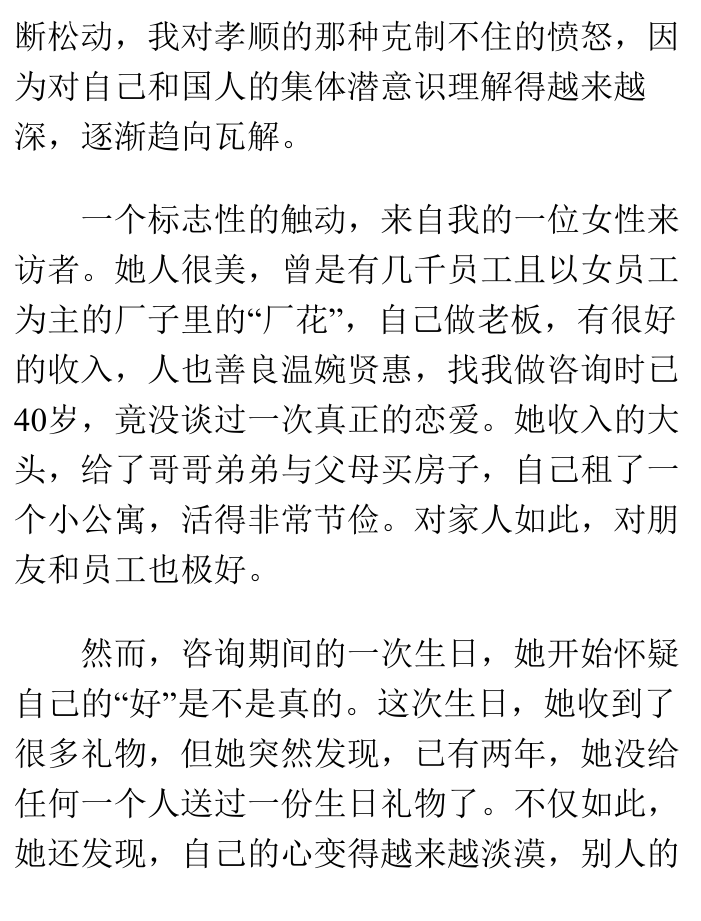 断松动，我对孝顺的那种克制不住的愤怒，因
为对自己和国人的集体潜意识理解得越来越
深，逐渐趋向瓦解。
一个标志性的触动，来自我的一位女性来
访者。她人很美，曾是有几千员工且以女员工
为主的厂子里的“厂花”，自己做老板，有很好
的收入，人也善良温婉贤惠，找我做咨询时已
40岁，竟没谈过一次真正的恋爱。她收入的大
头，给了哥哥弟弟与父母买房子，自己租了一
个小公寓，活得非常节俭。对家人如此，对朋
友和员工也极好。
然而，咨询期间的一次生日，她开始怀疑
自己的“好”是不是真的。这次生日，她收到了
很多礼物，但她突然发现，已有两年，她没给
任何一个人送过一份生日礼物了。不仅如此，
她还发现，自己的心变得越来越淡漠，别人的